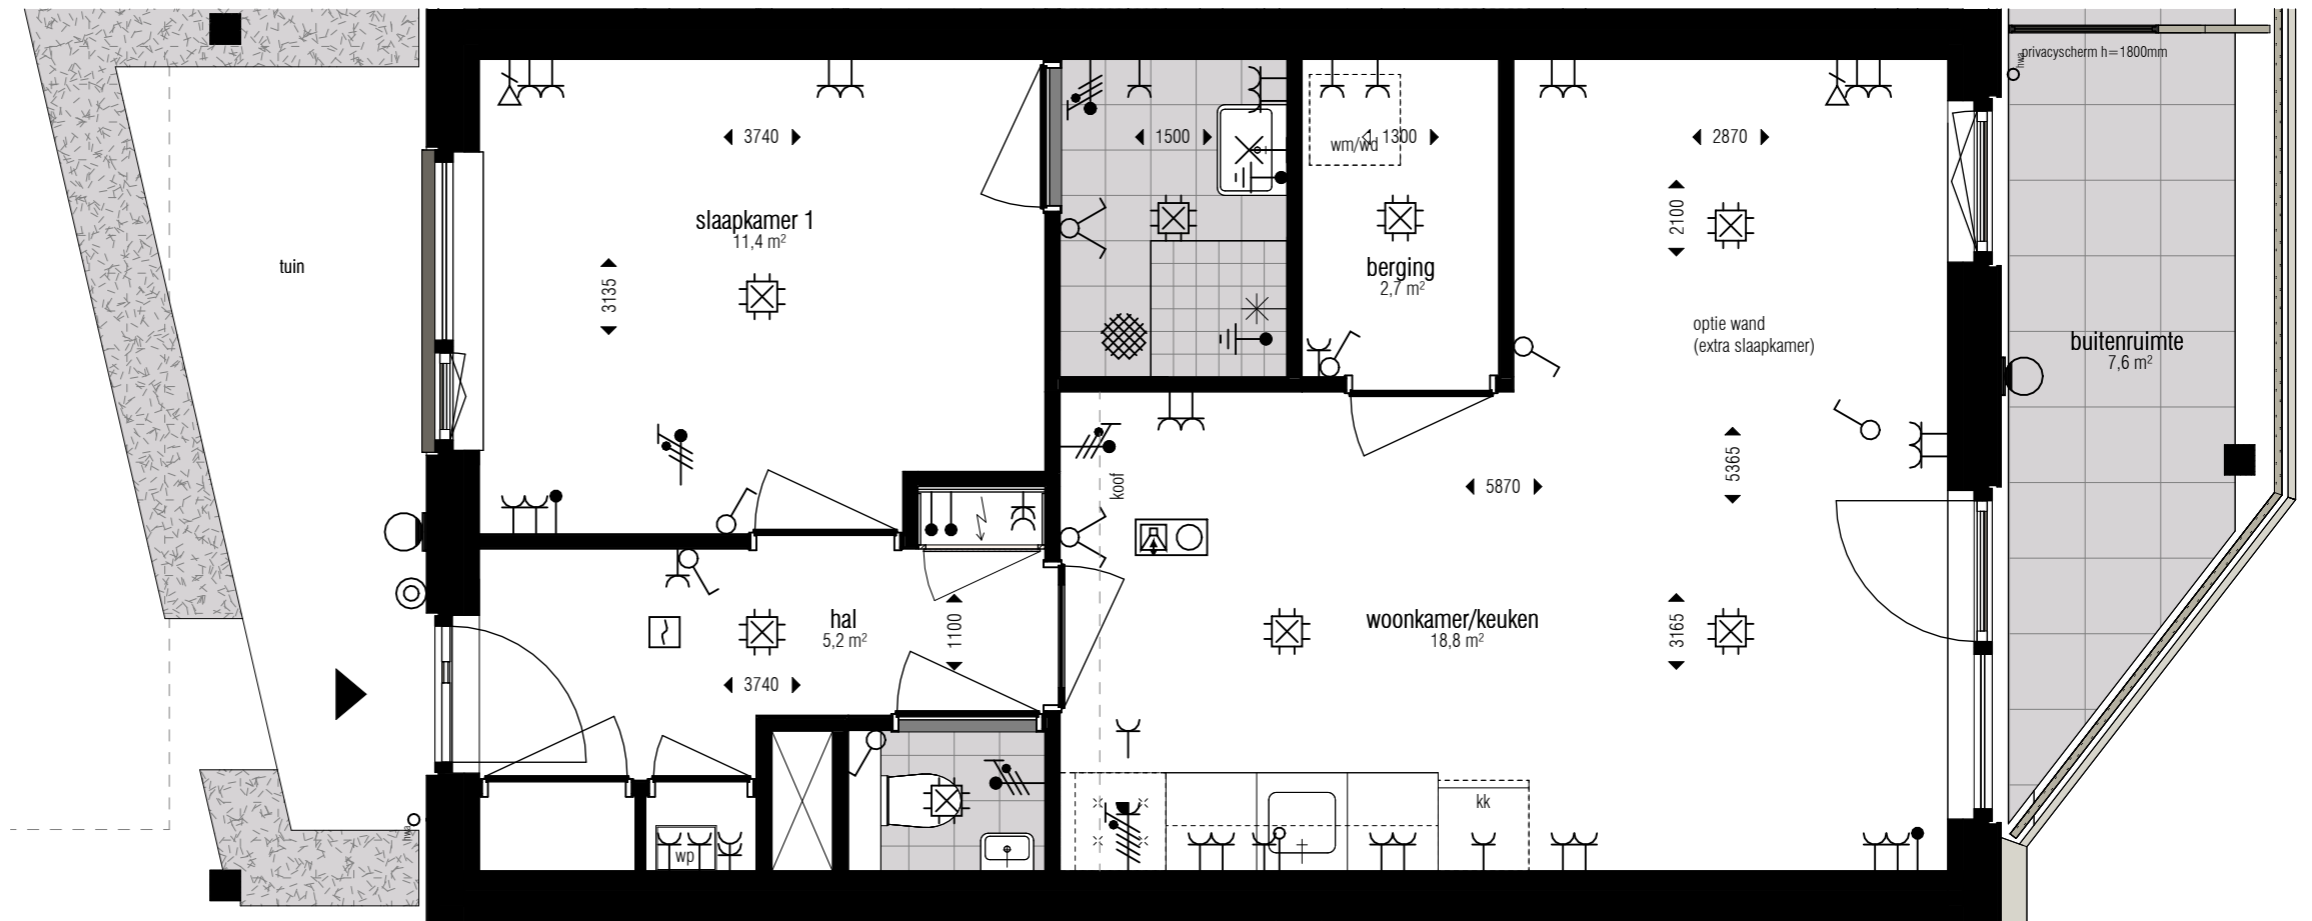 privacyscherm h=1800mm
hwa
3740
1500
wm/wd
1300
2870
2100
slaapkamer 1
11,4 m²
tuin
3135
berging
2,7 m²
optie wand
(extra slaapkamer)
buitenruimte
7,6 m²
koof
5870
5365
hal
5,2 m²
1100
woonkamer/keuken
18,8 m²
3165
3740
kk
wp
hwa